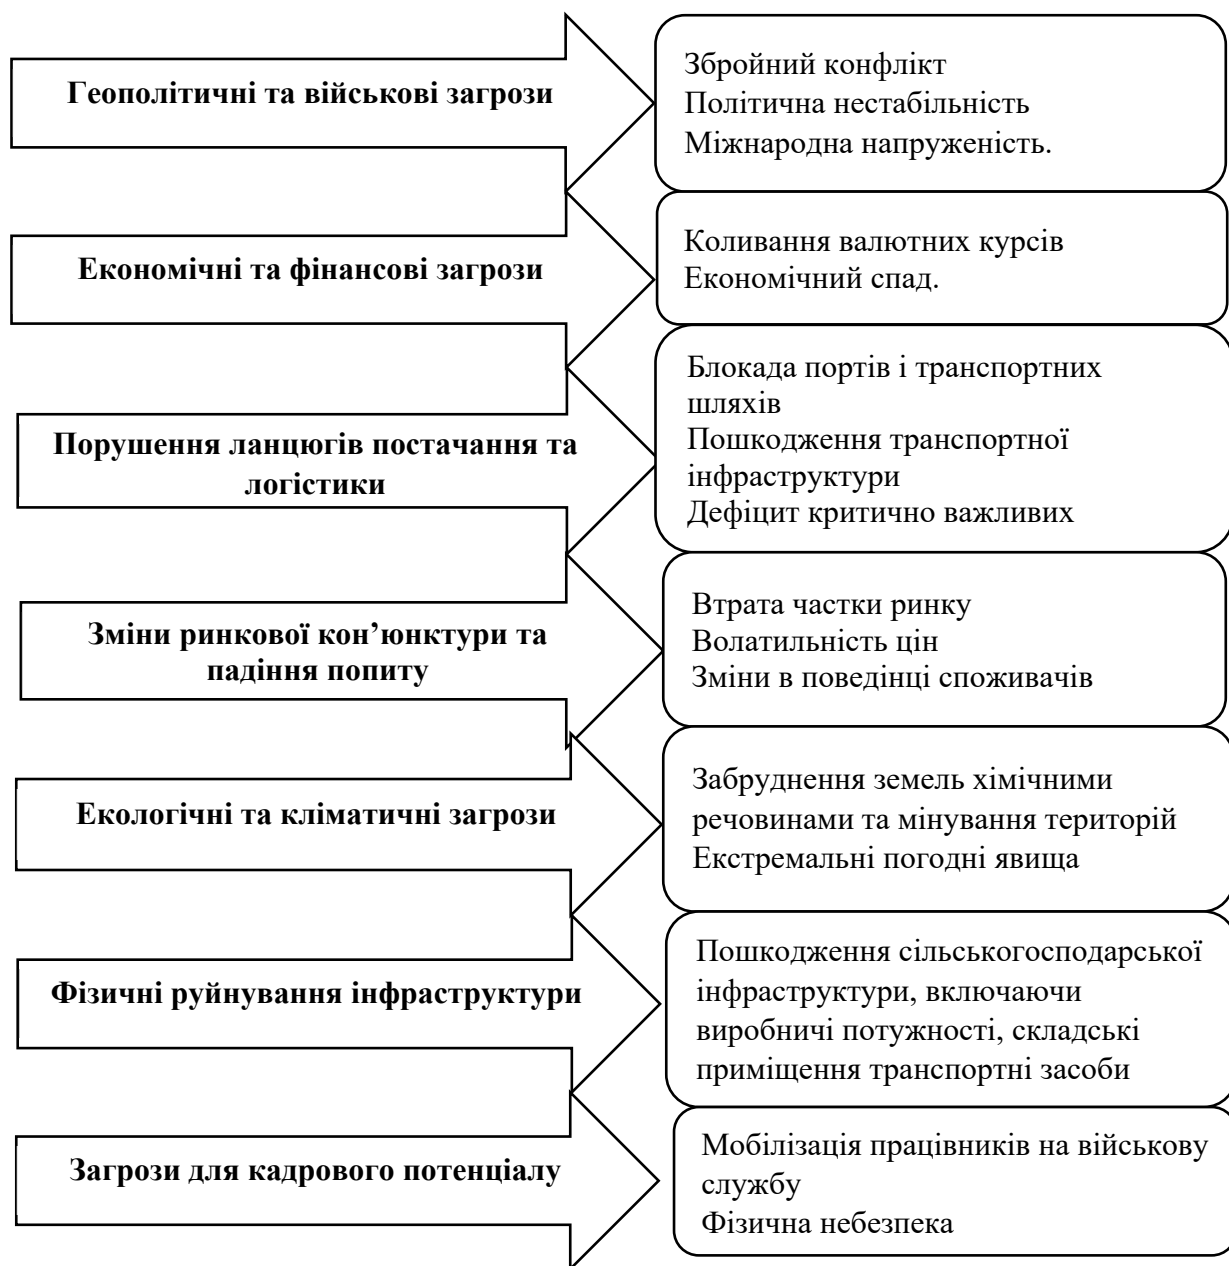 Геополітичні та військові загрози
Збройний конфлікт
Політична нестабільність
Міжнародна напруженість.
Економічні та фінансові загрози
Коливання валютних курсів
Економічний спад.
Порушення ланцюгів постачання та
логістики
Блокада портів і транспортних
шляхів
Пошкодження транспортної
інфраструктури
Дефіцит критично важливих
Зміни ринкової кон’юнктури та
падіння попиту
Втрата частки ринку
Волатильність цін
Зміни в поведінці споживачів
Екологічні та кліматичні загрози
Забруднення земель хімічними
речовинами та мінування територій
Екстремальні погодні явища
Фізичні руйнування інфраструктури
Пошкодження сільськогосподарської
інфраструктури, включаючи
виробничі потужності, складські
приміщення транспортні засоби
Загрози для кадрового потенціалу
Мобілізація працівників на військову
службу
Фізична небезпека